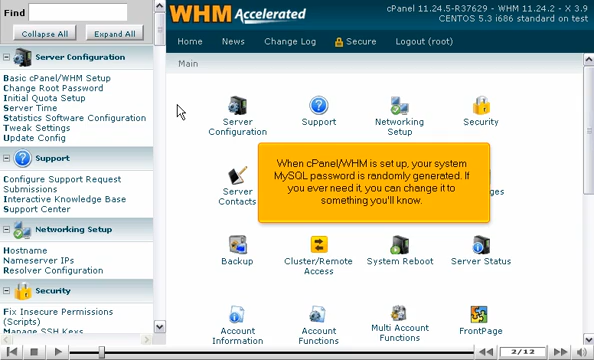 Find
Collapse All
Expand All
Server Configuration
Basic cPanel/WHM Setup
Change Root Password
Initial Quota Setup
Server Time
Statistics Software Configuration
Tweak Settings
Update Config
Support
Configure Support Request
Submissions
Interactive Knowledge Base
Support Center
Networking Setup
Hostname
Nameserver IPs
Resolver Configuration
Security
Fix Insecure Permissions
(Scripts)
Manage SSH Keys
WHM Accelerated
cPanel 11.24.5-R37629 - WHM 11.24.2 - X 3.9
CENTOS 5.3 i686 standard on test
Home
News
Change Log
Secure
Logout (root)
Main
Server
Configuration
Support
Networking
Setup
Security
When cPanel/WHM is set up, your system
MySQL password is randomly generated. If
you ever need it, you can change it to
something you'll know.
Server
Contacts
Backup
Cluster/Remote
Access
System Reboot
Server Status
Account
Information
Account
Functions
Multi Account
Functions
FrontPage
2/12